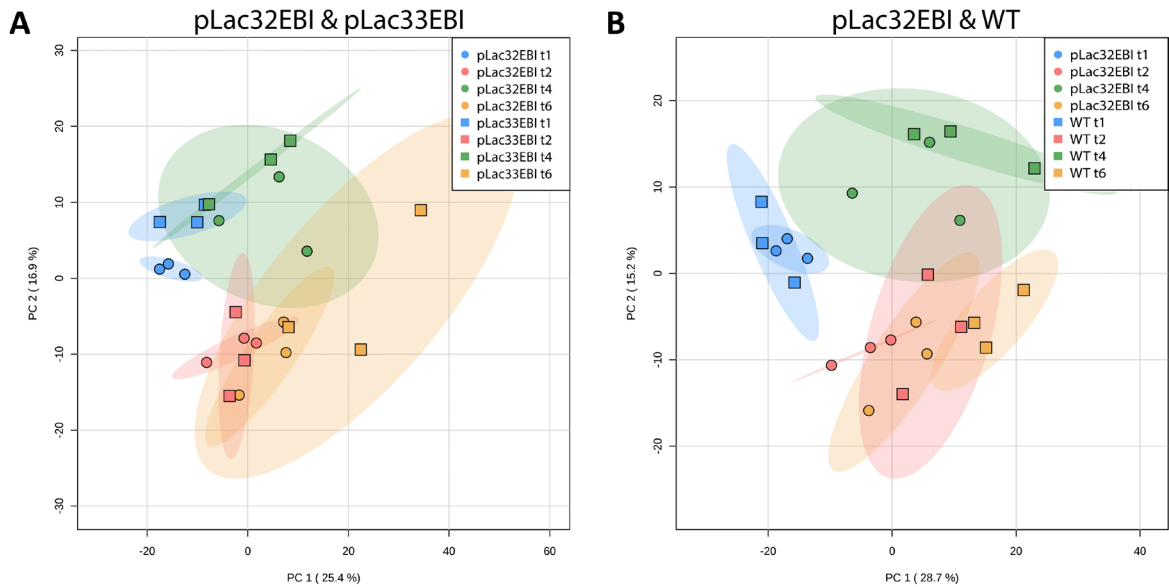 A
pLac32EBI & pLac33EBI
30
20
10
0
-10
-20
-30
PC 2 ( 16.9 %)
-20
0
20
40
60
PC 1 ( 25.4 %)
pLac32EBI t1
pLac32EBI t2
pLac32EBI t4
pLac32EBI t6
pLac33EBI t1
pLac33EBI t2
pLac33EBI t4
pLac33EBI t6
B
pLac32EBI & WT
20
10
0
-10
-20
PC 2 ( 15.2 %)
-20
0
20
40
PC 1 ( 28.7 %)
pLac32EBI t1
pLac32EBI t2
pLac32EBI t4
pLac32EBI t6
WT t1
WT t2
WT t4
WT t6